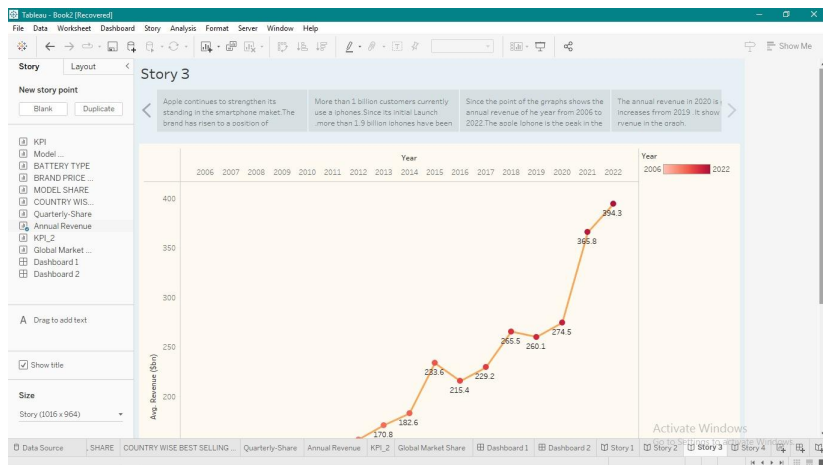 Tableau - Book2 [Recovered]
File Data Worksheet Dashboard Story Analysis Format Server Window Help
Show Me
Story Layout
New story point
Blank Duplicate
KPI
Model ...
BATTERY TYPE
BRAND PRICE ...
MODEL SHARE
COUNTRY WIS...
Quarterly-Share
Annual Revenue
KPI_2
Global Market ...
Dashboard 1
Dashboard 2
A Drag to add text
Show title
Size
Story (1016 x 964)
Story 3
Apple continues to strengthen its
standing in the smartphone maket.The
brand has risen to a position of
More than 1 billion customers currently
use a iphones.Since its initial Launch
.more than 1.9 billion iohones have been
Since the point of the grraphs shows the
annual revenue of he year from 2006 to
2022.The apple Iphone is the peak in the
The annual revenue in 2020 is
increases frrom 2019 .It show
rvenue in the graph.
Year
2006 2007 2008 2009 2010 2011 2012 2013 2014 2015 2016 2017 2018 2019 2020 2021 2022
400
350
300
250
200
Avg. Revenue ($bn)
394.3
365.8
274.5
265.5
260.1
233.6
229.2
215.4
182.6
170.8
Year
2006 2022
Activate Windows
Go to Settings to activate Windows.
Data Source . SHARE COUNTRY WISE BEST SELLING ... Quarterly-Share Annual Revenue KPI_2 Global Market Share Dashboard 1 Dashboard 2 Story 1 Story 2 Story 3 Story 4